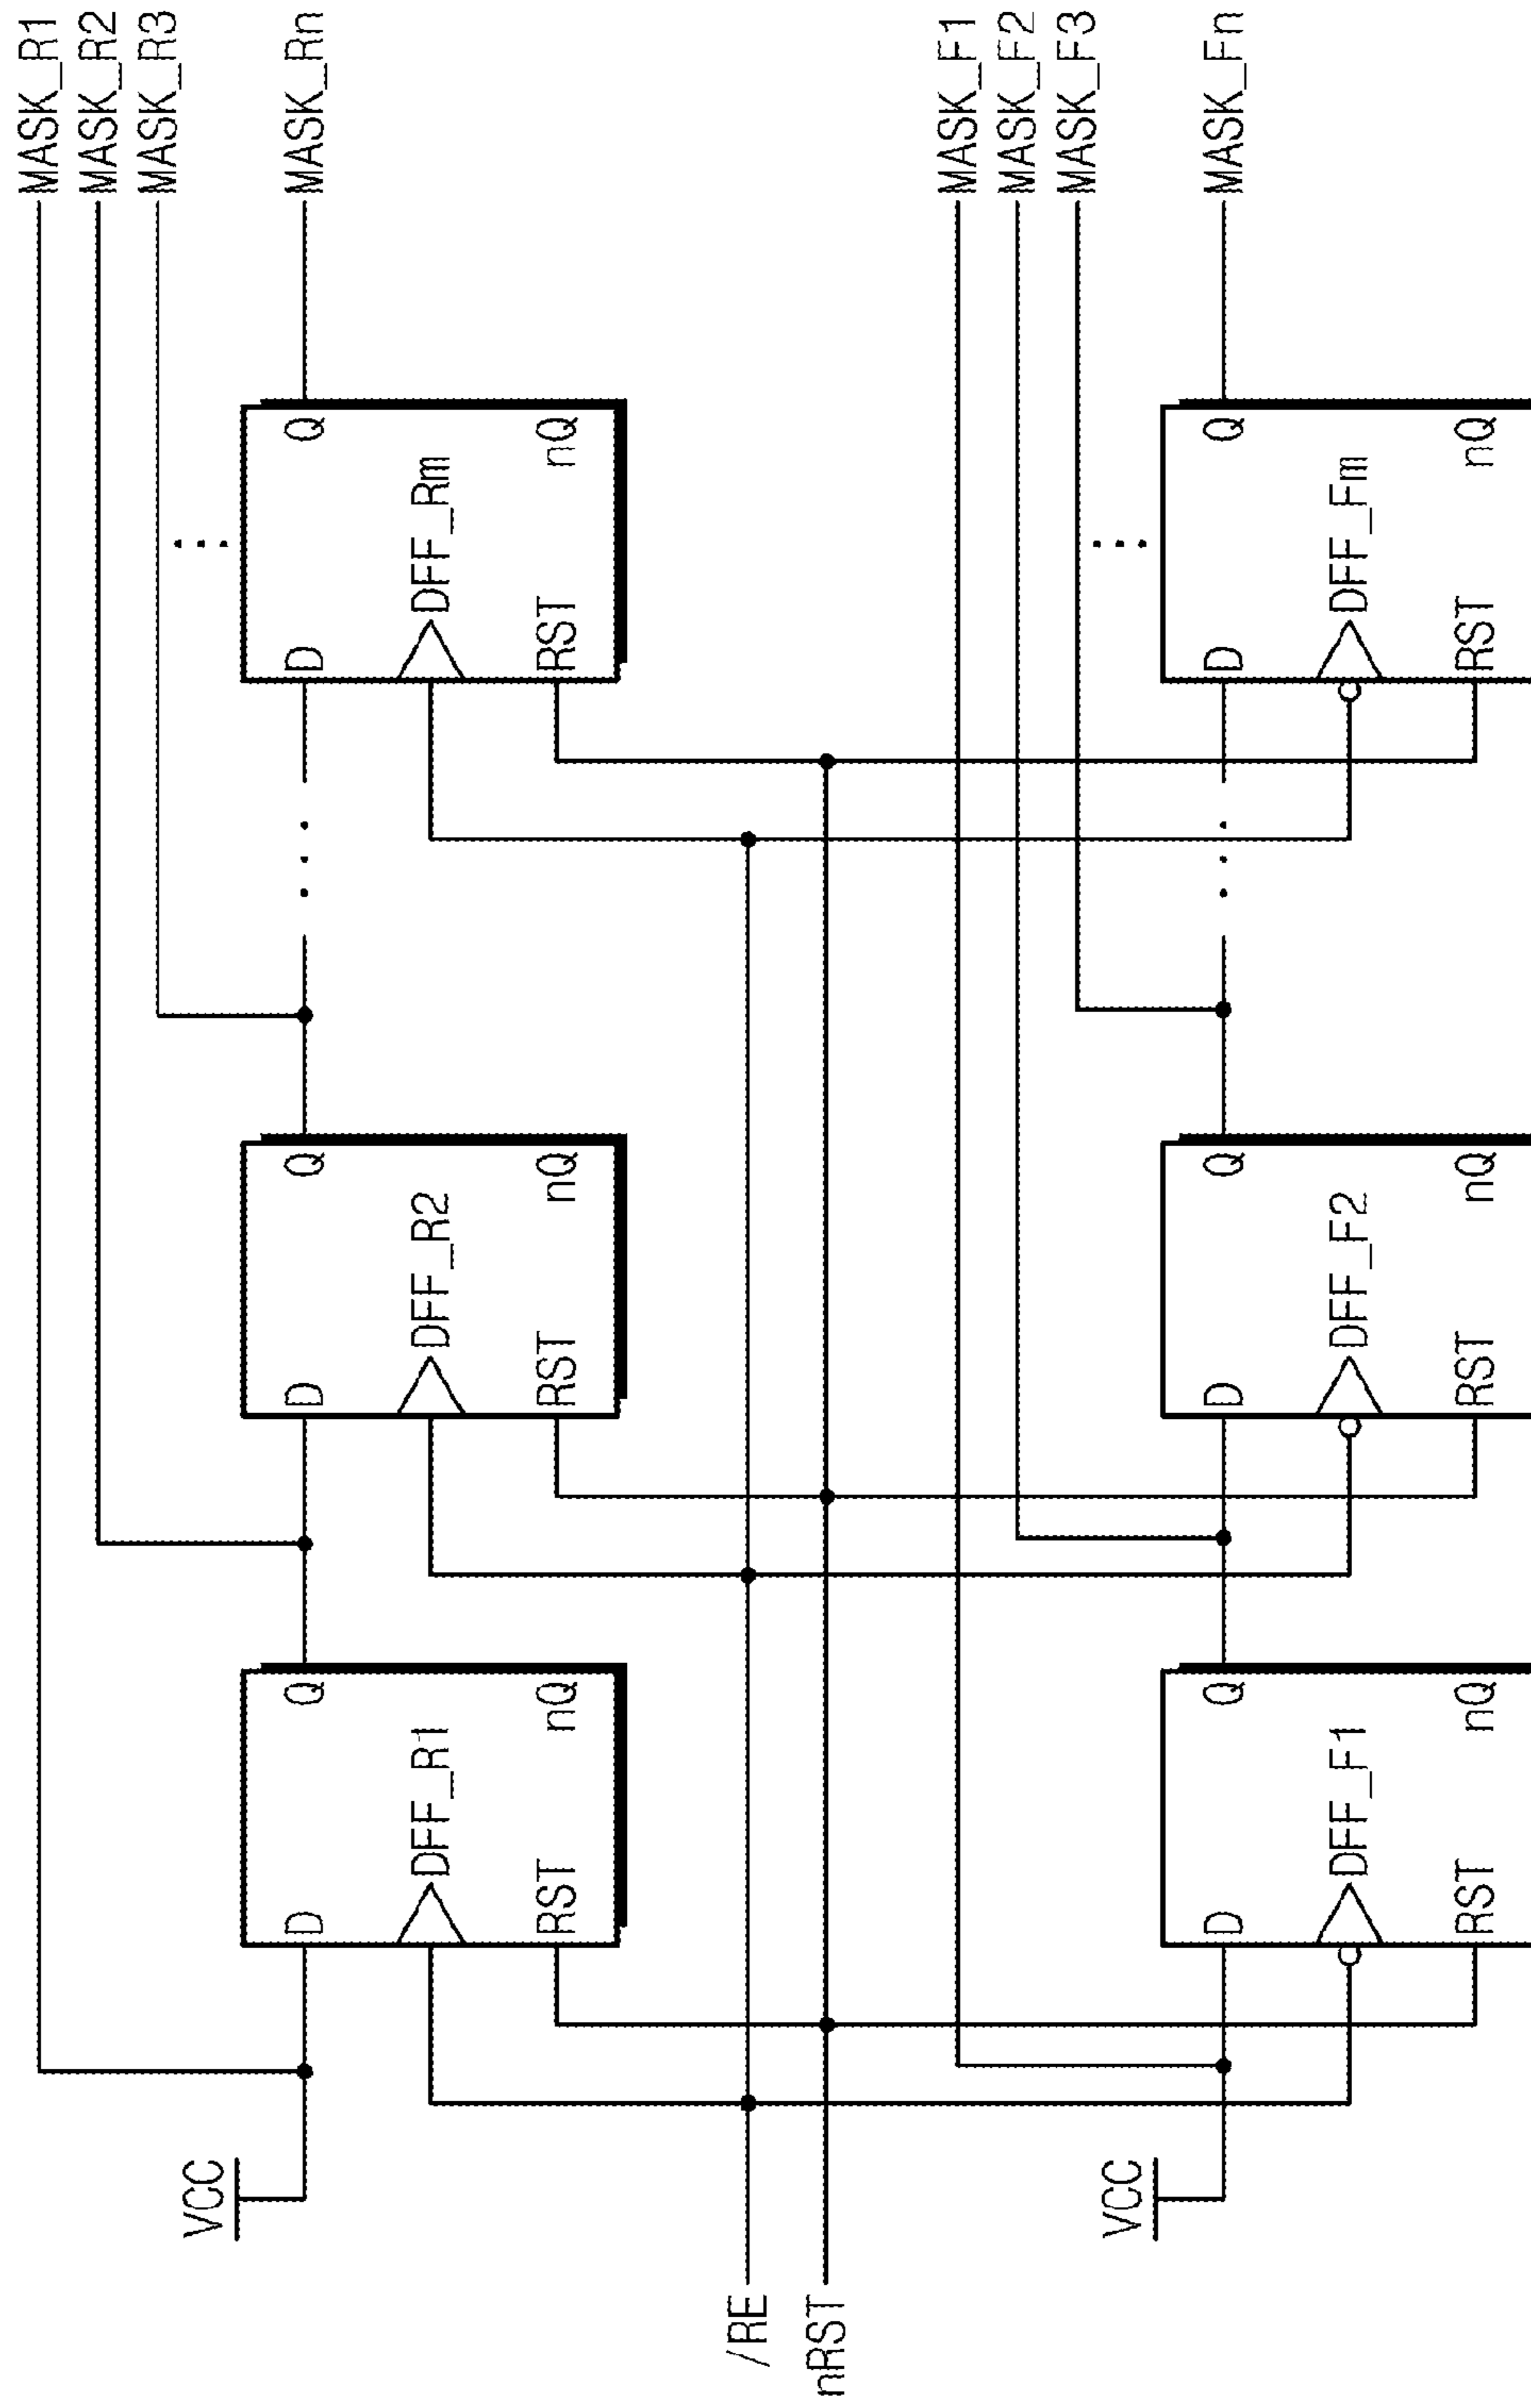 MASK_R1
MASK_R2
MASK_R3
MASK_Rn
VCC
D
Q
DFF_R1
RST
nQ
D
Q
DFF_R2
RST
nQ
D
Q
DFF_Rm
RST
nQ
/RE
nRST
MASK_F1
MASK_F2
MASK_F3
MASK_Fn
VCC
D
Q
DFF_F1
RST
nQ
D
Q
DFF_F2
RST
nQ
D
Q
DFF_Fm
RST
nQ